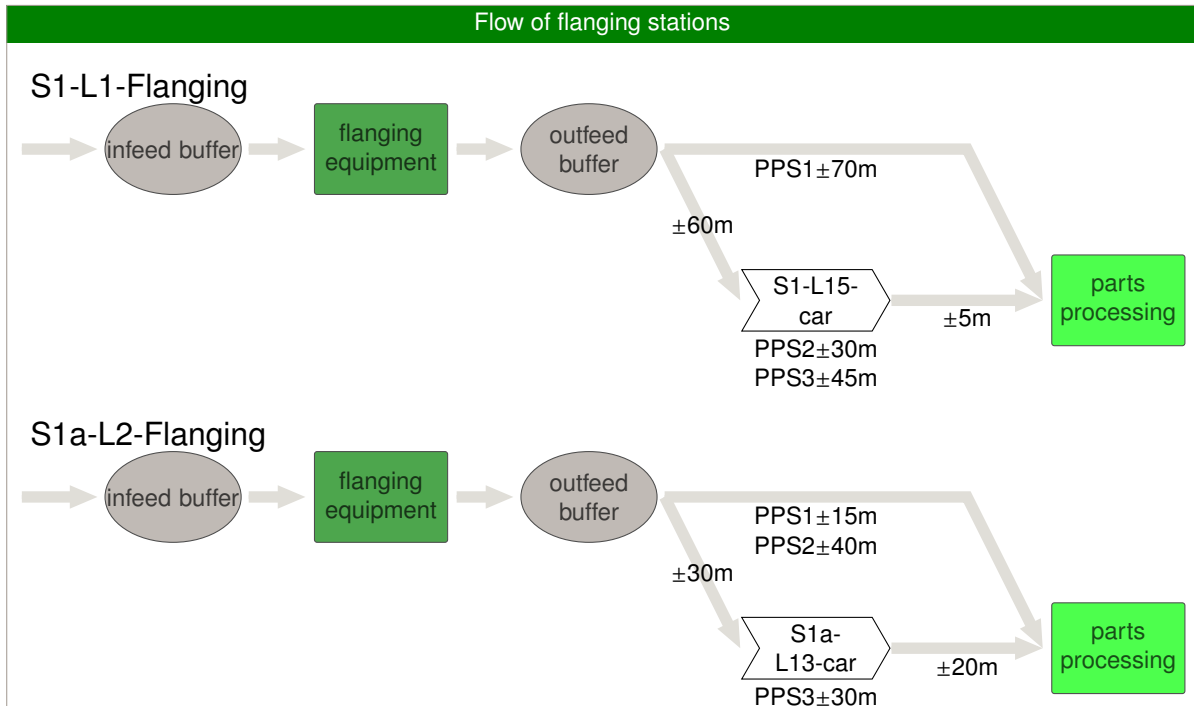 Flow of flanging stations
S1-L1-Flanging
infeed buffer
flanging
equipment
outfeed
buffer
PPS1±70m
±60m
S1-L15-
car
PPS2±30m
PPS3±45m
±5m
parts
processing
S1a-L2-Flanging
infeed buffer
flanging
equipment
outfeed
buffer
PPS1±15m
PPS2±40m
±30m
S1a-
L13-car
PPS3±30m
±20m
parts
processing